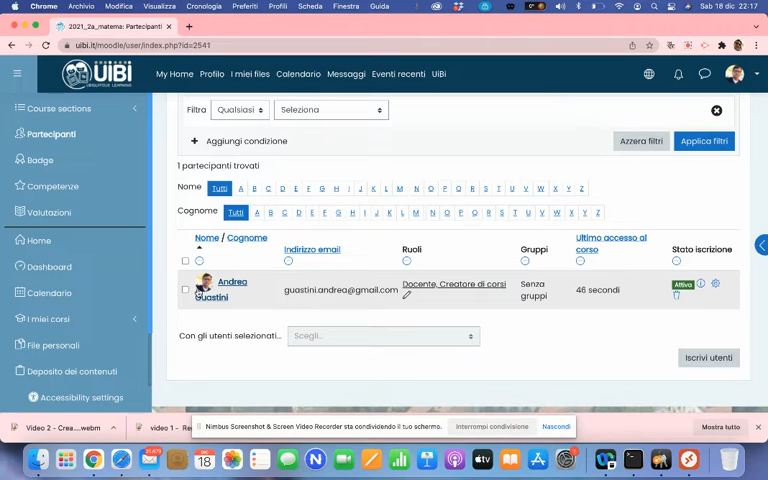 Chrome Archivio Modifica Visualizza Cronologia Preferiti Profili Scheda Finestra Guida Sab 18 dic 22:17
2021_2a_matema: Partecipanti
uibi.it/moodle/user/index.php?id=2541
UIBI My Home Profilo I miei files Calendario Messaggi Eventi recenti UiBi
UBIQUITOUS LEARNING
Course sections
Filtra Qualsiasi Seleziona
Partecipanti
Aggiungi condizione Azzera filtri Applica filtri
Badge
1 partecipanti trovati
Competenze
Nome Tutti A B C D E F G H I J K L M N O P Q R S T U V W X Y Z
Valutazioni
Cognome Tutti A B C D E F G H I J K L M N O P Q R S T U V W X Y Z
Home
Nome / Cognome Indirizzo email Ruoli Gruppi Ultimo accesso al corso Stato iscrizione
Dashboard
Andrea Guastini guastini.andrea@gmail.com Docente, Creatore di corsi Senza gruppi 46 secondi Attiva
Calendario
I miei corsi
Con gli utenti selezionati... Scegli...
File personali
Iscrivi utenti
Deposito dei contenuti
Accessibility settings
Video 2 - Crea....webm video 1 - Re Nimbus Screenshot & Screen Video Recorder sta condividendo il tuo schermo. Interrompi condivisione Nascondi Mostra tutto
DIC
18